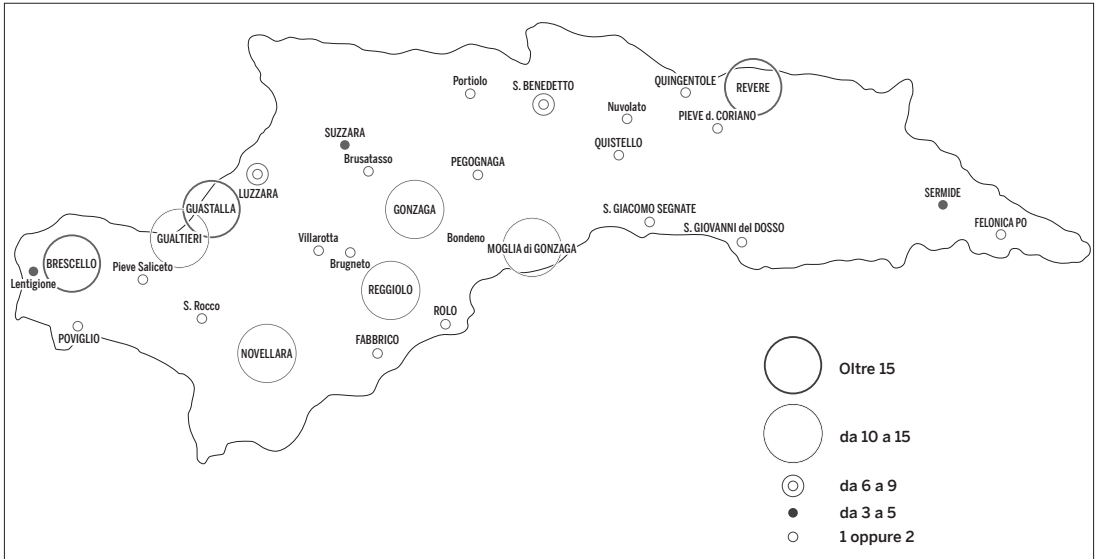 Portiolo
S. BENEDETTO
QUINGENTOLE
REVERE
Nuvolato
PIEVE d. CORIANO
SUZZARA
Brusatasso
PEGOGNAGA
QUISTELLO
LUZZARA
GUASTALLA
GONZAGA
SERMIDE
S. GIACOMO SEGNATE
S. GIOVANNI del DOSSO
FELONICA PO
GUALTIERI
Villarotta
Bondeno
MOGLIA di GONZAGA
BRESCELLO
Pieve Saliceto
Brugneto
Lentigione
REGGIOLO
S. Rocco
ROLO
POVIGLIO
NOVELLARA
FABBRICO
Oltre 15
da 10 a 15
da 6 a 9
da 3 a 5
1 oppure 2